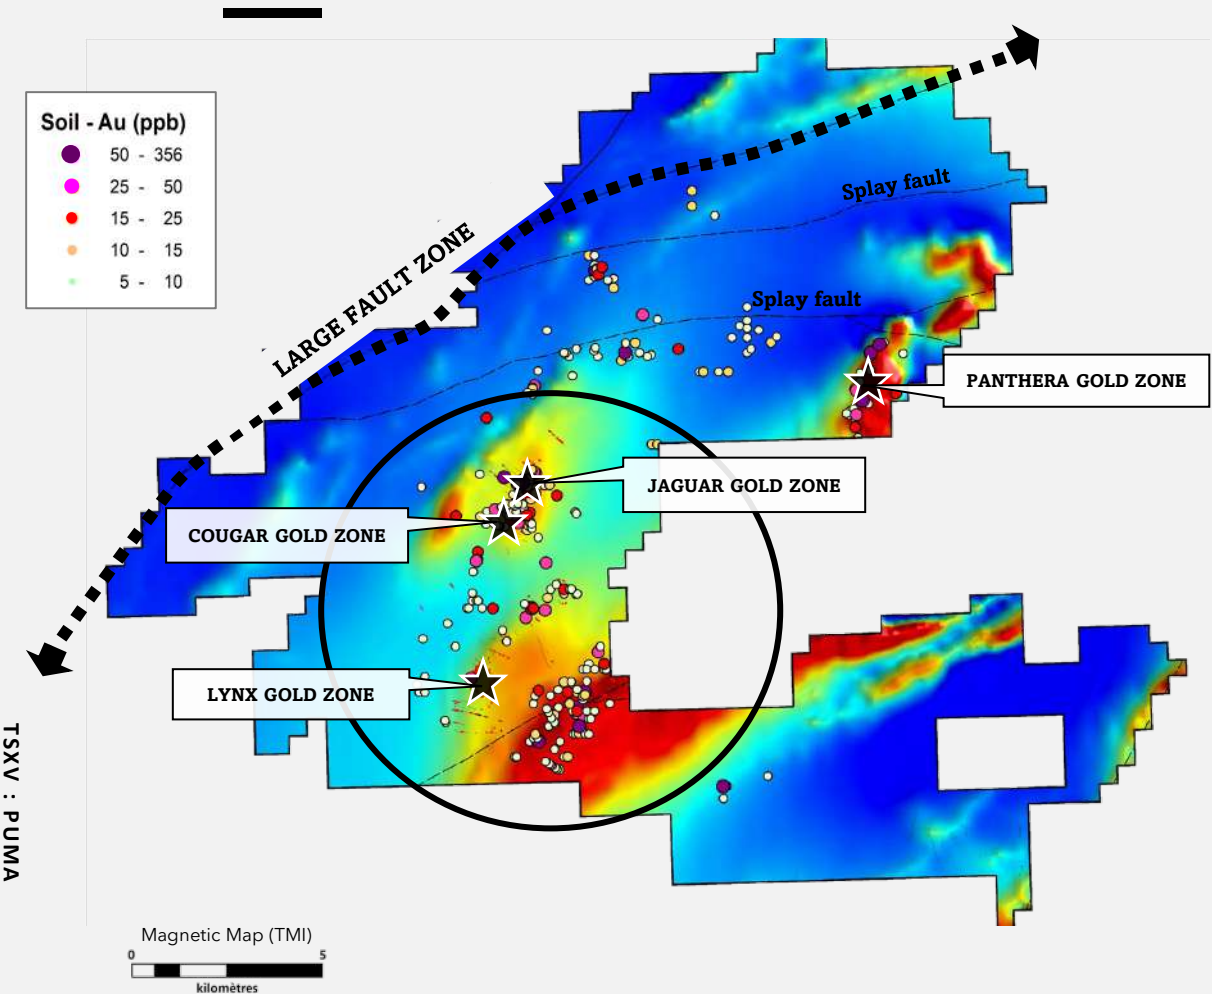 Soil - Au (ppb)
50 - 356
25 - 50
15 - 25
10 - 15
5 - 10
LARGE FAULT ZONE
Splay fault
Splay fault
PANTHERA GOLD ZONE
JAGUAR GOLD ZONE
COUGAR GOLD ZONE
LYNX GOLD ZONE
TSXV : PUMA
Magnetic Map (TMI)
0 5
kilomètres